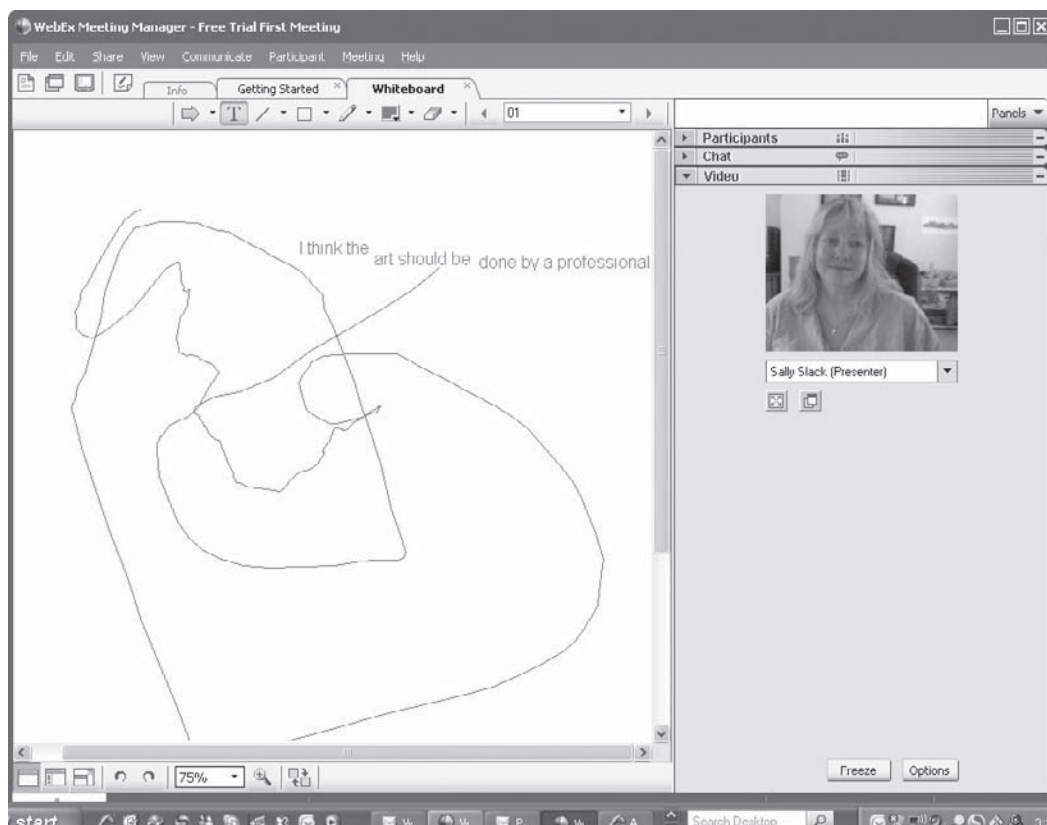 WebEx Meeting Manager - Free Trial First Meeting
File Edit Share View Communicate Participant Meeting Help
Info Getting Started Whiteboard
T 01 Panels
Participants
Chat
Video
I think the art should be done by a professional
Sally Slack (Presenter)
Freeze Options
75%
start Search Desktop